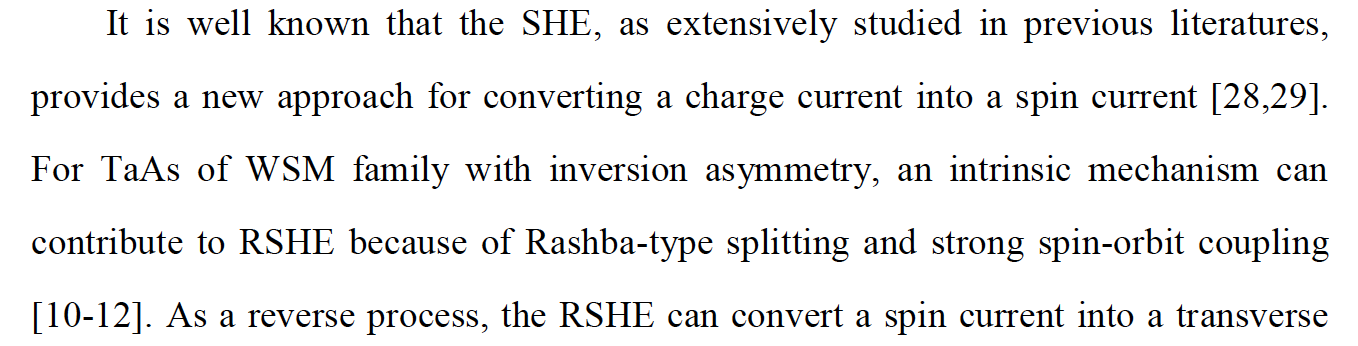 It is well known that the SHE, as extensively studied in previous literatures,
provides a new approach for converting a charge current into a spin current [28,29].
For TaAs of WSM family with inversion asymmetry, an intrinsic mechanism can
contribute to RSHE because of Rashba-type splitting and strong spin-orbit coupling
[10-12]. As a reverse process, the RSHE can convert a spin current into a transverse